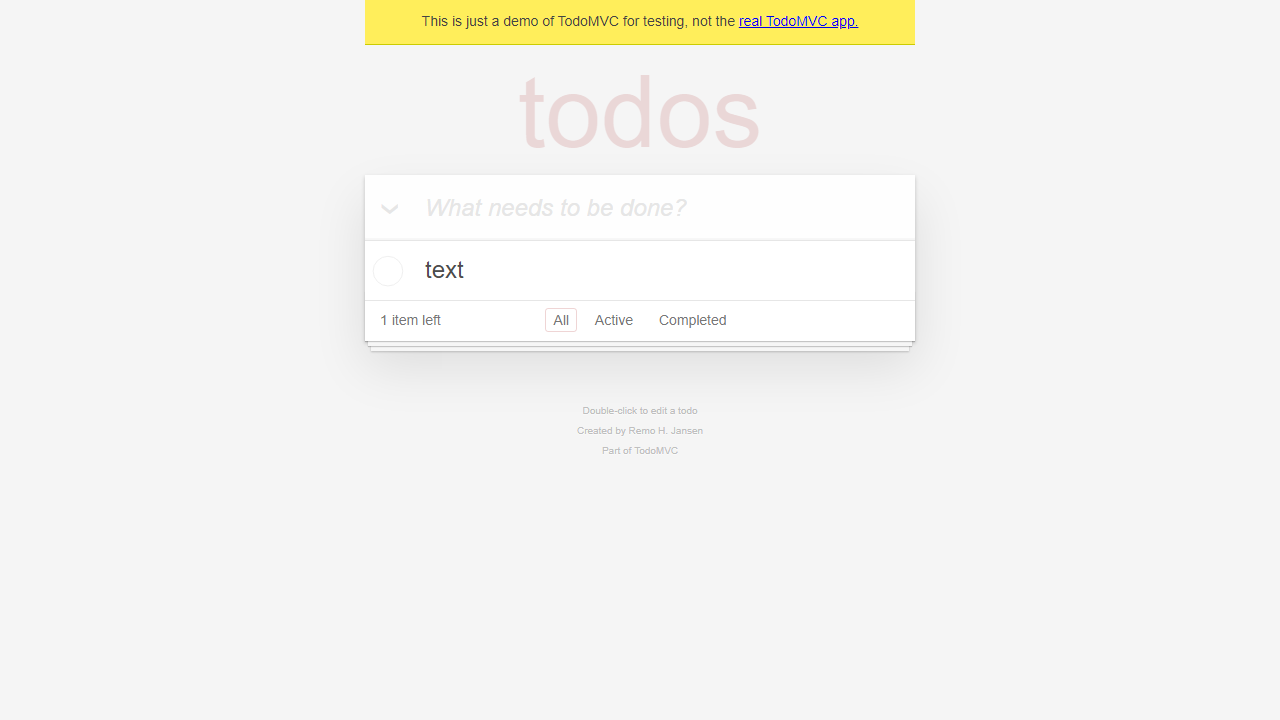 This is just a demo of TodoMVC for testing, not the real TodoMVC app.
todos
What needs to be done?
text
1 item left All Active Completed
Double-click to edit a todo
Created by Remo H. Jansen
Part of TodoMVC